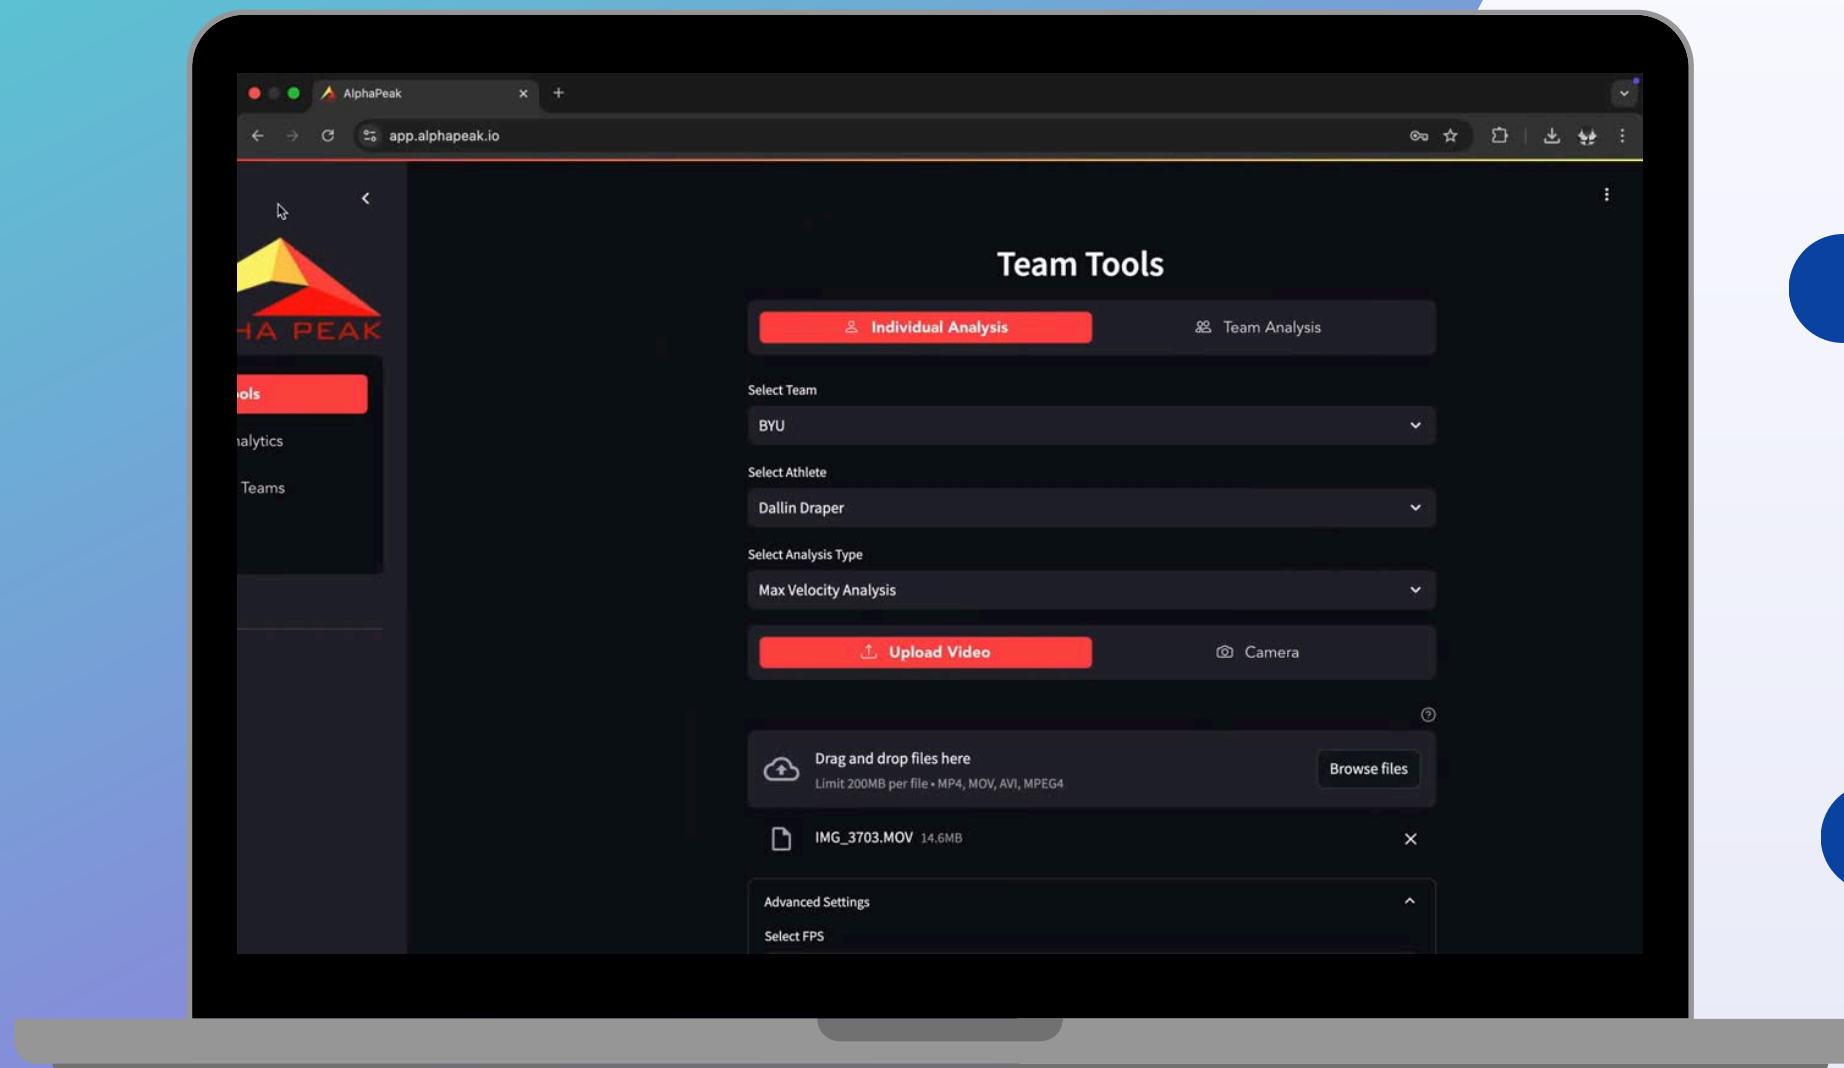 AlphaPeak
app.alphapeak.io
HA PEAK
ools
nalytics
Teams
Team Tools
Individual Analysis
Team Analysis
Select Team
BYU
Select Athlete
Dallin Draper
Select Analysis Type
Max Velocity Analysis
Upload Video
Camera
Drag and drop files here
Limit 200MB per file • MP4, MOV, AVI, MPEG4
Browse files
IMG_3703.MOV 14.6MB
Advanced Settings
Select FPS